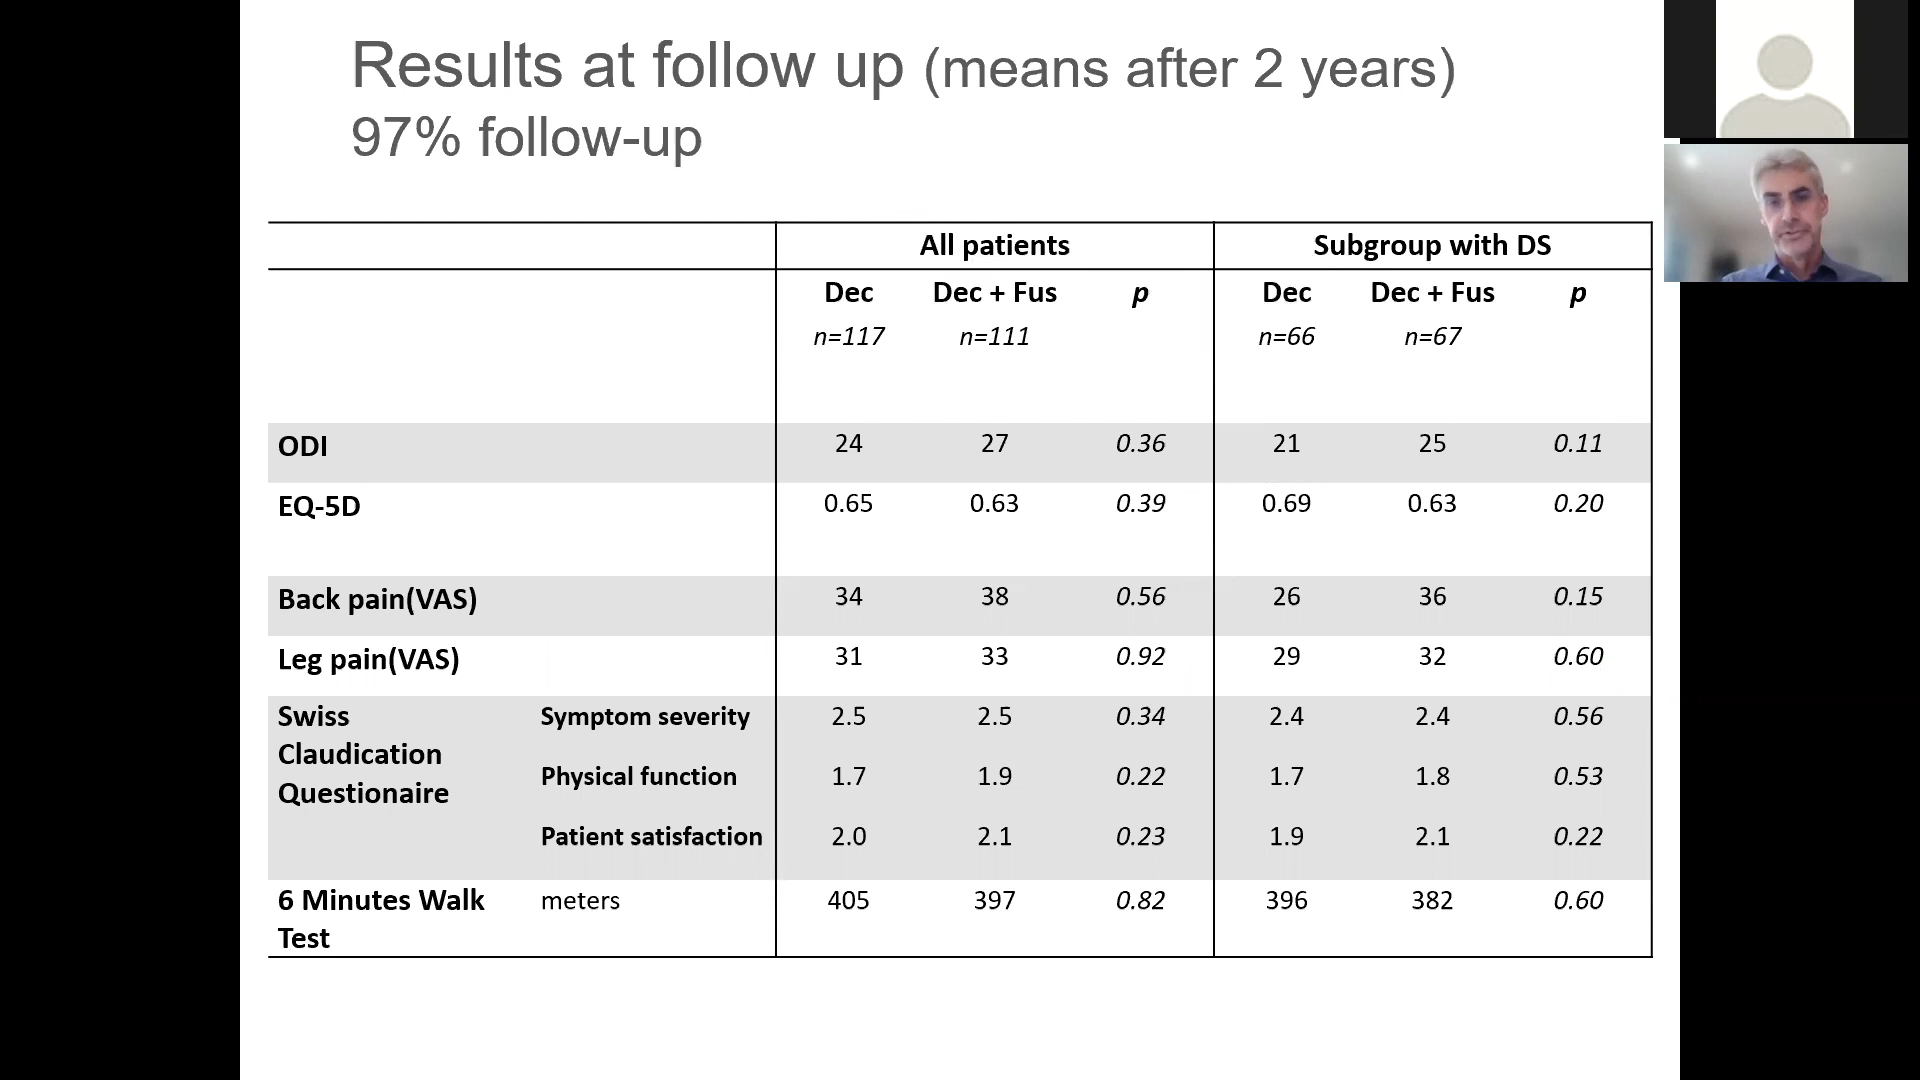 Results at follow up (means after 2 years)
97% follow-up
All patients Subgroup with DS
Dec Dec + Fus p Dec Dec + Fus p
n=117 n=111 n=66 n=67
ODI 24 27 0.36 21 25 0.11
EQ-5D 0.65 0.63 0.39 0.69 0.63 0.20
Back pain(VAS) 34 38 0.56 26 36 0.15
Leg pain(VAS) 31 33 0.92 29 32 0.60
Swiss Symptom severity 2.5 2.5 0.34 2.4 2.4 0.56
Claudication
Questionaire Physical function 1.7 1.9 0.22 1.7 1.8 0.53
Patient satisfaction 2.0 2.1 0.23 1.9 2.1 0.22
6 Minutes Walk meters 405 397 0.82 396 382 0.60
Test